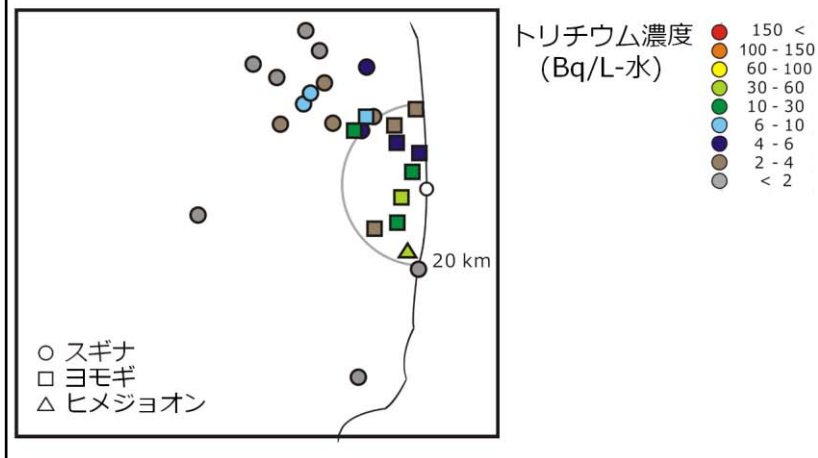 トリチウム濃度
(Bq/L-水)
150 <
100 - 150
60 - 100
30 - 60
10 - 30
6 - 10
4 - 6
2 - 4
< 2
20 km
スギナ
ヨモギ
ヒメジョオン